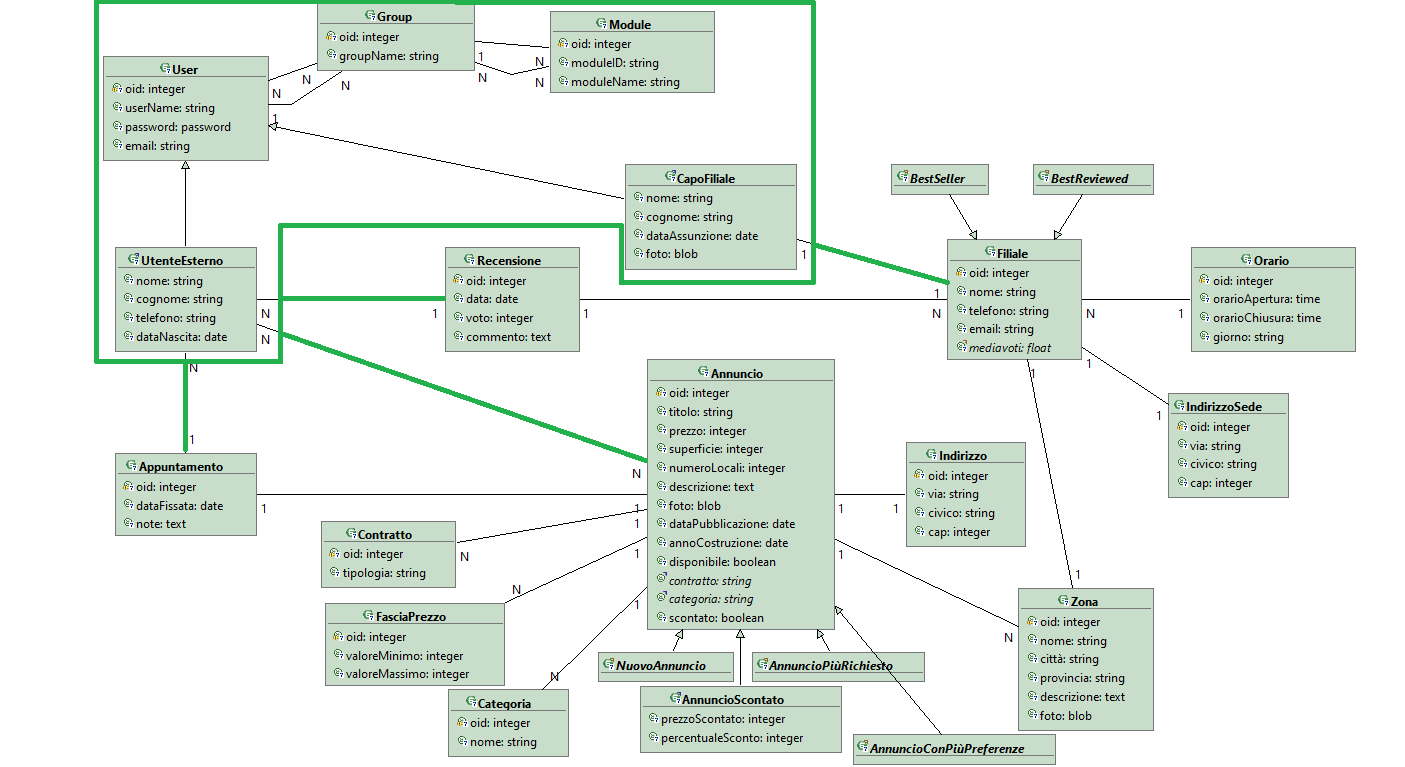 Group
oid: integer
groupName: string
Module
oid: integer
moduleID: string
moduleName: string
1
N
N
N
User
oid: integer
userName: string
password: password
email: string
N
N
N
1
CapoFiliale
nome: string
cognome: string
dataAssunzione: date
foto: blob
1
BestSeller
BestReviewed
UtenteEsterno
nome: string
cognome: string
telefono: string
dataNascita: date
N
N
N
Recensione
oid: integer
data: date
voto: integer
commento: text
1
1
Filiale
oid: integer
nome: string
telefono: string
email: string
mediavoti: float
1
N
N
1
1
Orario
oid: integer
orarioApertura: time
orarioChiusura: time
giorno: string
1
IndirizzoSede
oid: integer
via: string
civico: string
cap: integer
1
Annuncio
oid: integer
titolo: string
prezzo: integer
superficie: integer
numeroLocali: integer
descrizione: text
foto: blob
dataPubblicazione: date
annoCostruzione: date
disponibile: boolean
contratto: string
categoria: string
scontato: boolean
N
1
1
1
1
1
1
Indirizzo
oid: integer
via: string
civico: string
cap: integer
1
Appuntamento
oid: integer
dataFissata: date
note: text
1
1
Contratto
oid: integer
tipologia: string
N
FasciaPrezzo
oid: integer
valoreMinimo: integer
valoreMassimo: integer
N
Categoria
oid: integer
nome: string
N
Zona
oid: integer
nome: string
città: string
provincia: string
descrizione: text
foto: blob
1
N
NuovoAnnuncio
AnnuncioPiùRichiesto
AnnuncioScontato
prezzoScontato: integer
percentualeSconto: integer
AnnuncioConPiùPreferenze